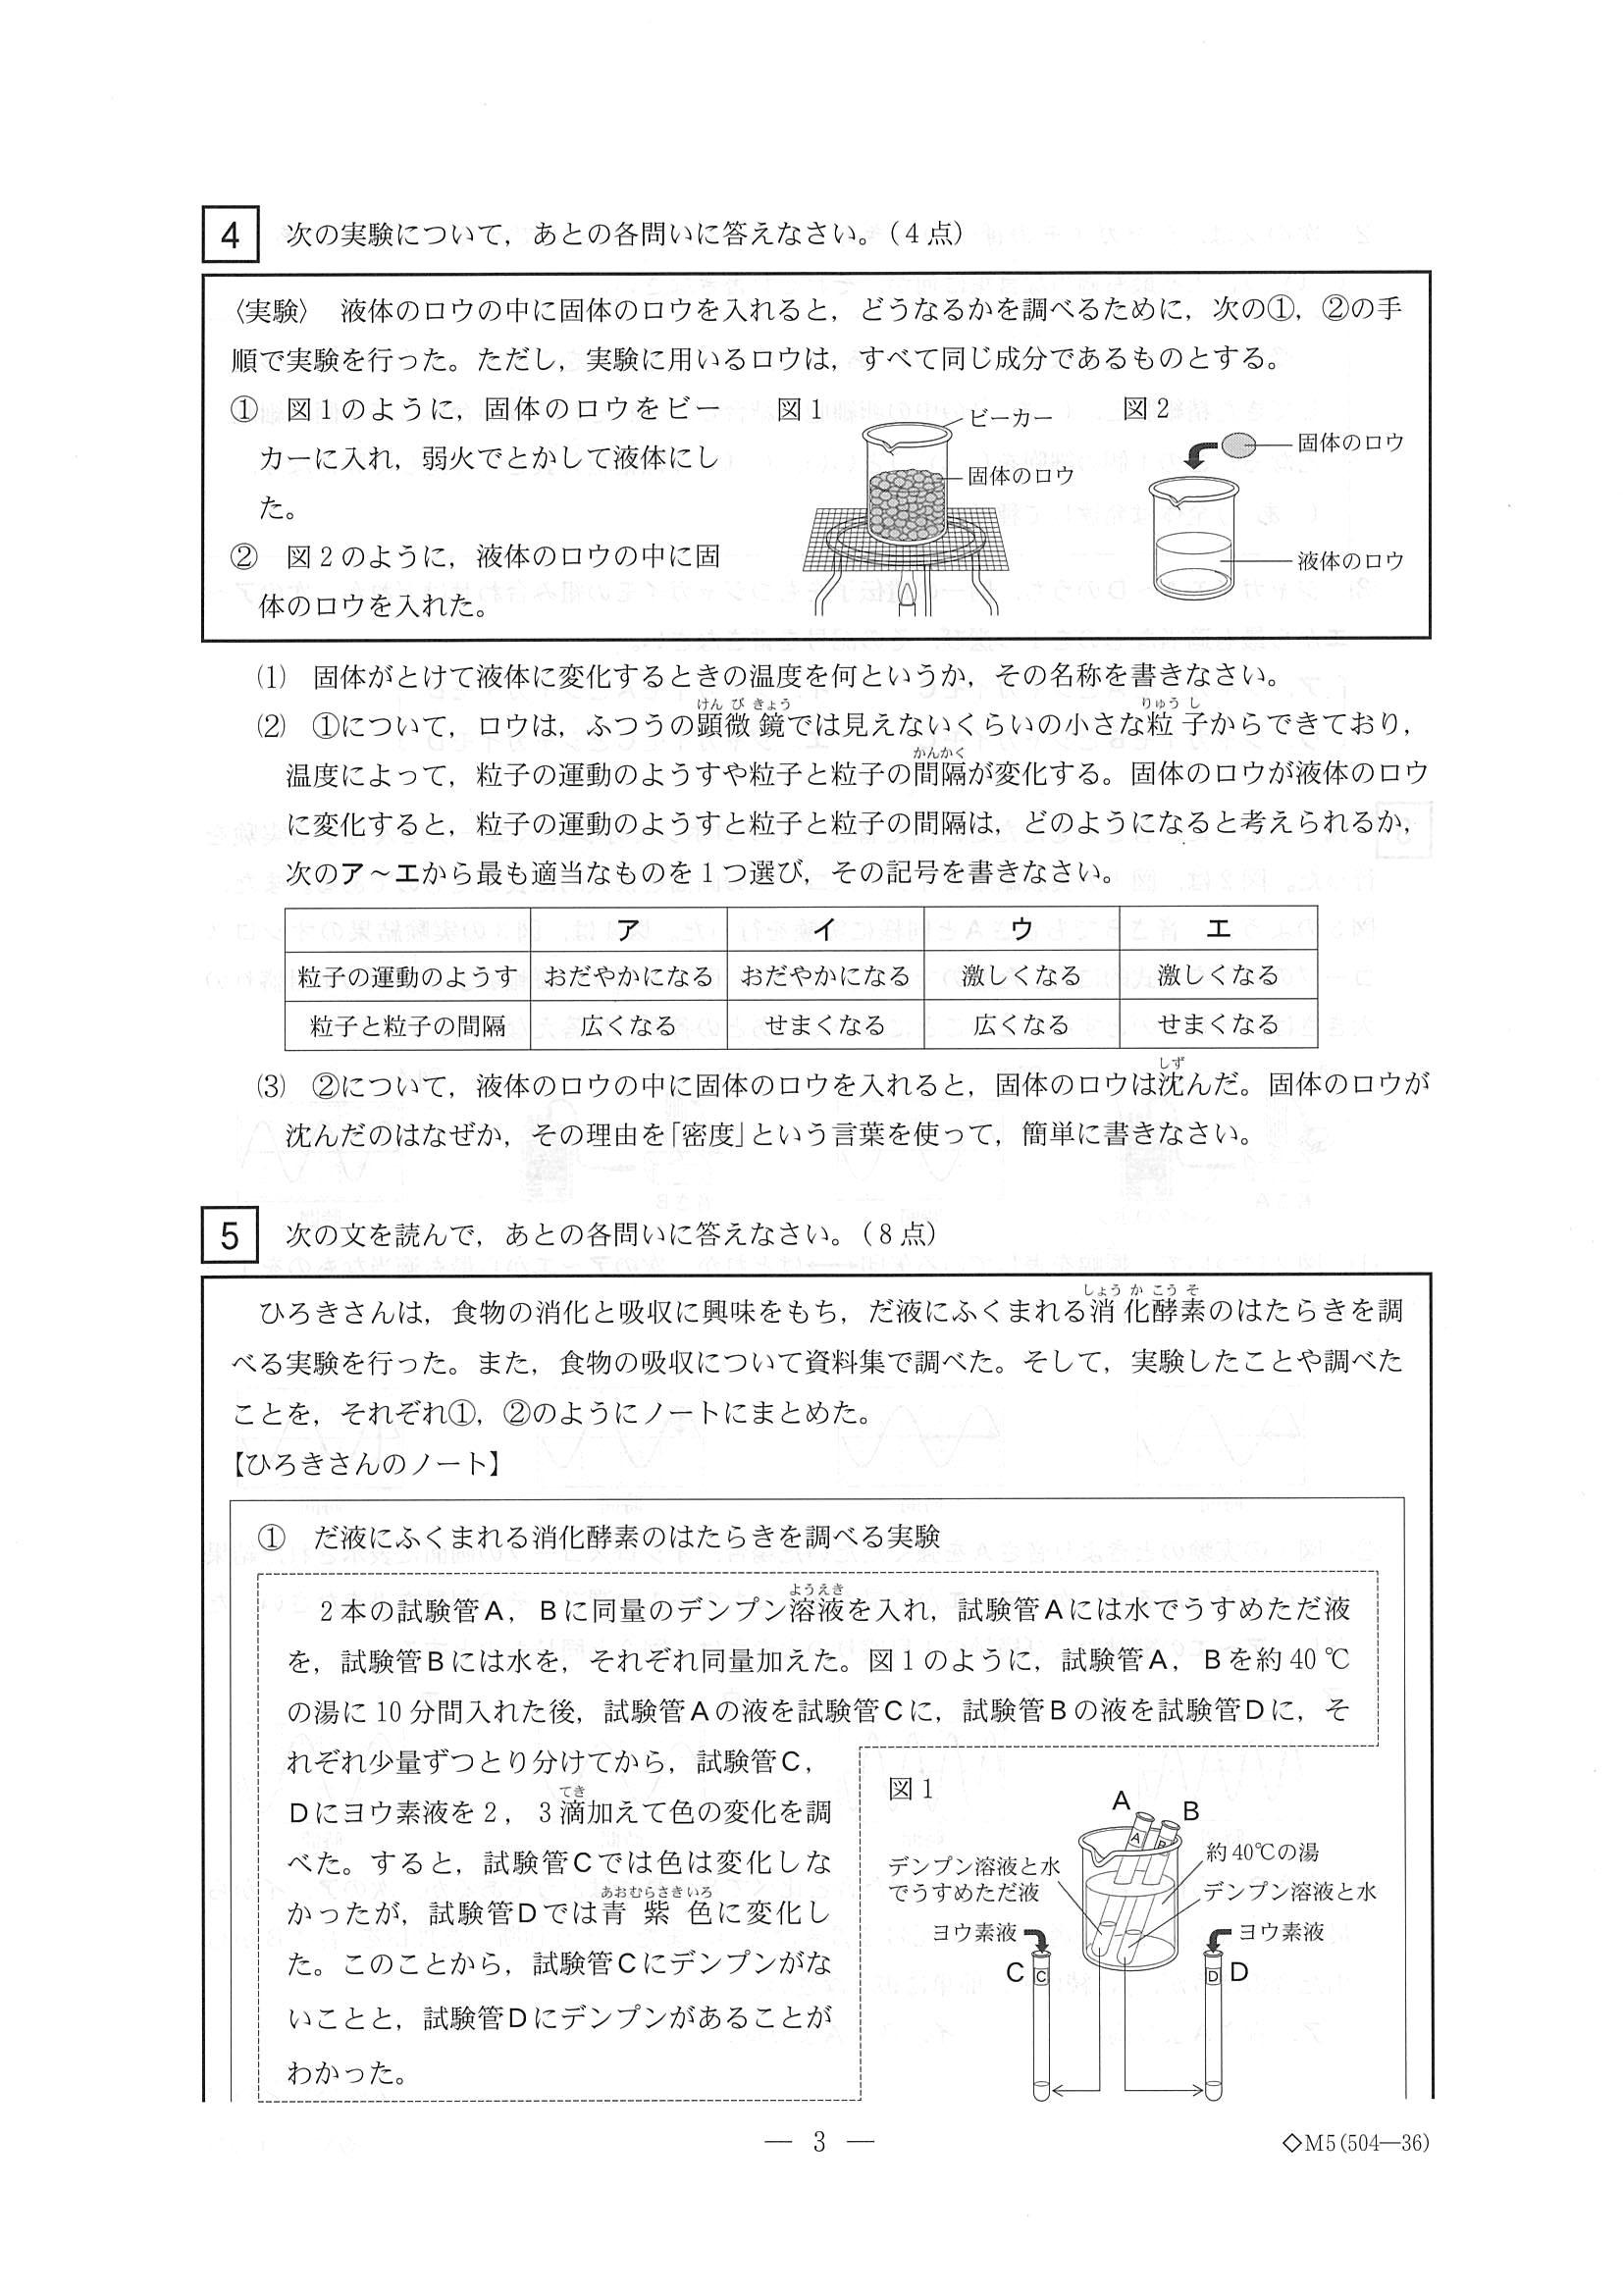 4 次の実験について，あとの各問いに答えなさい。（4点）
〈実験〉 液体のロウの中に固体のロウを入れると，どうなるかを調べるために，次の①，②の手
順で実験を行った。ただし，実験に用いるロウは，すべて同じ成分であるものとする。
① 図1のように，固体のロウをビー
カーに入れ，弱火でとかして液体にし
た。
② 図2のように，液体のロウの中に固
体のロウを入れた。
図1
ビーカー
固体のロウ
図2
固体のロウ
液体のロウ
⑴ 固体がとけて液体に変化するときの温度を何というか，その名称を書きなさい。
けん び きょう りゅう し
⑵ ①について，ロウは，ふつうの顕微鏡では見えないくらいの小さな粒子からできており，
かんかく
温度によって，粒子の運動のようすや粒子と粒子の間隔が変化する。固体のロウが液体のロウ
に変化すると，粒子の運動のようすと粒子と粒子の間隔は，どのようになると考えられるか，
次のア～エから最も適当なものを1つ選び，その記号を書きなさい。
ア イ ウ エ
粒子の運動のようす おだやかになる おだやかになる 激しくなる 激しくなる
粒子と粒子の間隔 広くなる せまくなる 広くなる せまくなる
しず
⑶ ②について，液体のロウの中に固体のロウを入れると，固体のロウは沈んだ。固体のロウが
沈んだのはなぜか，その理由を「密度」という言葉を使って，簡単に書きなさい。
5 次の文を読んで，あとの各問いに答えなさい。（8点）
しょう か こう そ
ひろきさんは，食物の消化と吸収に興味をもち，だ液にふくまれる消化酵素のはたらきを調
べる実験を行った。また，食物の吸収について資料集で調べた。そして，実験したことや調べた
ことを，それぞれ①，②のようにノートにまとめた。
【ひろきさんのノート】
① だ液にふくまれる消化酵素のはたらきを調べる実験
ようえき
2本の試験管A，Bに同量のデンプン溶液を入れ，試験管Aには水でうすめただ液
を，試験管Bには水を，それぞれ同量加えた。図1のように，試験管A，Bを約40℃
の湯に10分間入れた後，試験管Aの液を試験管Cに，試験管Bの液を試験管Dに，そ
れぞれ少量ずつとり分けてから，試験管C，
てき
Dにヨウ素液を2，3滴加えて色の変化を調
べた。すると，試験管Cでは色は変化しな
あおむらさきいろ
かったが，試験管Dでは青紫色に変化し
た。このことから，試験管Cにデンプンがな
いことと，試験管Dにデンプンがあることが
わかった。
図1
A
B
A
B
約40℃の湯
デンプン溶液と水
でうすめただ液
デンプン溶液と水
ヨウ素液
ヨウ素液
C
C
D
D
― 3 ―
◇M5(504―36)